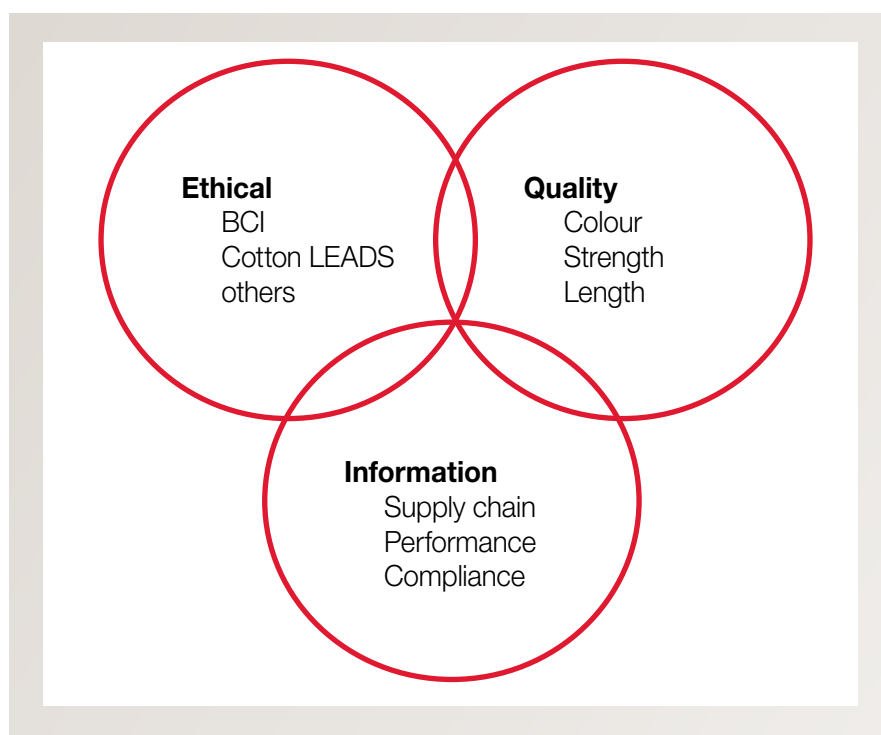 Ethical
BCI
Cotton LEADS
others
Quality
Colour
Strength
Length
Information
Supply chain
Performance
Compliance